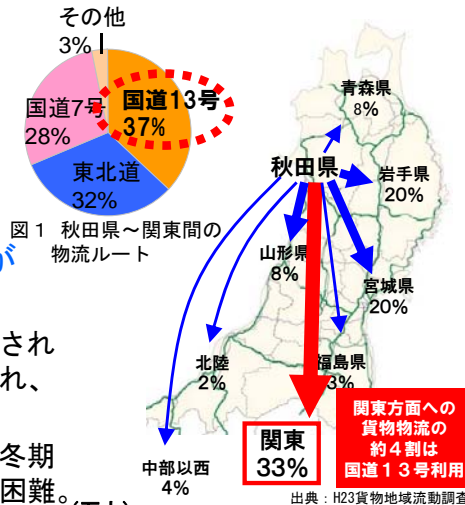 その他
3%
国道7号
28%
国道13号
37%
東北道
32%
図1 秋田県～関東間の
物流ルート
が
され
れ、
冬期
困難。
青森県
8%
秋田県
岩手県
20%
山形県
8%
宮城県
20%
北陸
2%
福島県
3%
関東
33%
中部以西
4%
関東方面への
貨物物流の
約4割は
国道13号利用
出典：H23貨物地域流動調査